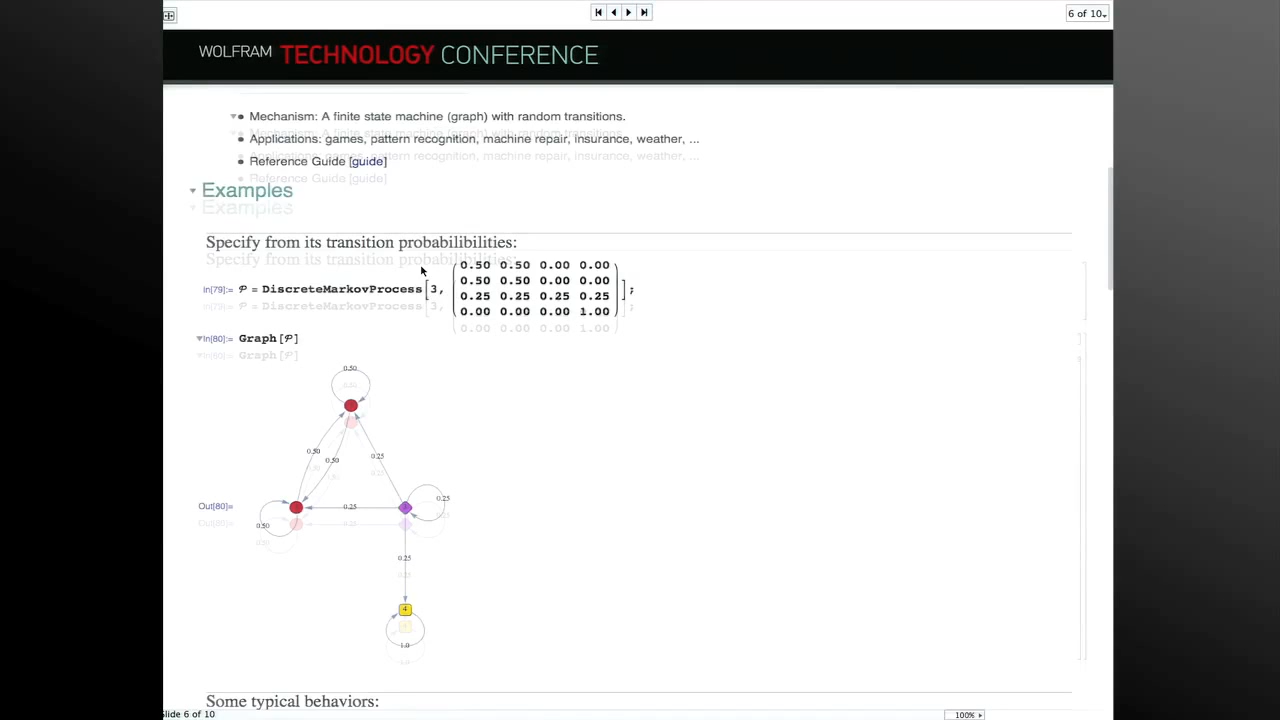 6 of 10
WOLFRAM TECHNOLOGY CONFERENCE
Mechanism: A finite state machine (graph) with random transitions.
Applications: games, pattern recognition, machine repair, insurance, weather, ...
Reference Guide [guide]
Examples
Specify from its transition probabilibilities:
0.50 0.50 0.00 0.00
0.50 0.50 0.00 0.00
In[79]:= 𝒫 = DiscreteMarkovProcess[3,
0.25 0.25 0.25 0.25
];
0.00 0.00 0.00 1.00
In[80]:= Graph[𝒫]
0.50
0.50
0.50
0.25
0.25
0.25
Out[80]=
0.50
0.25
4
1.0
Some typical behaviors:
Slide 6 of 10
100%